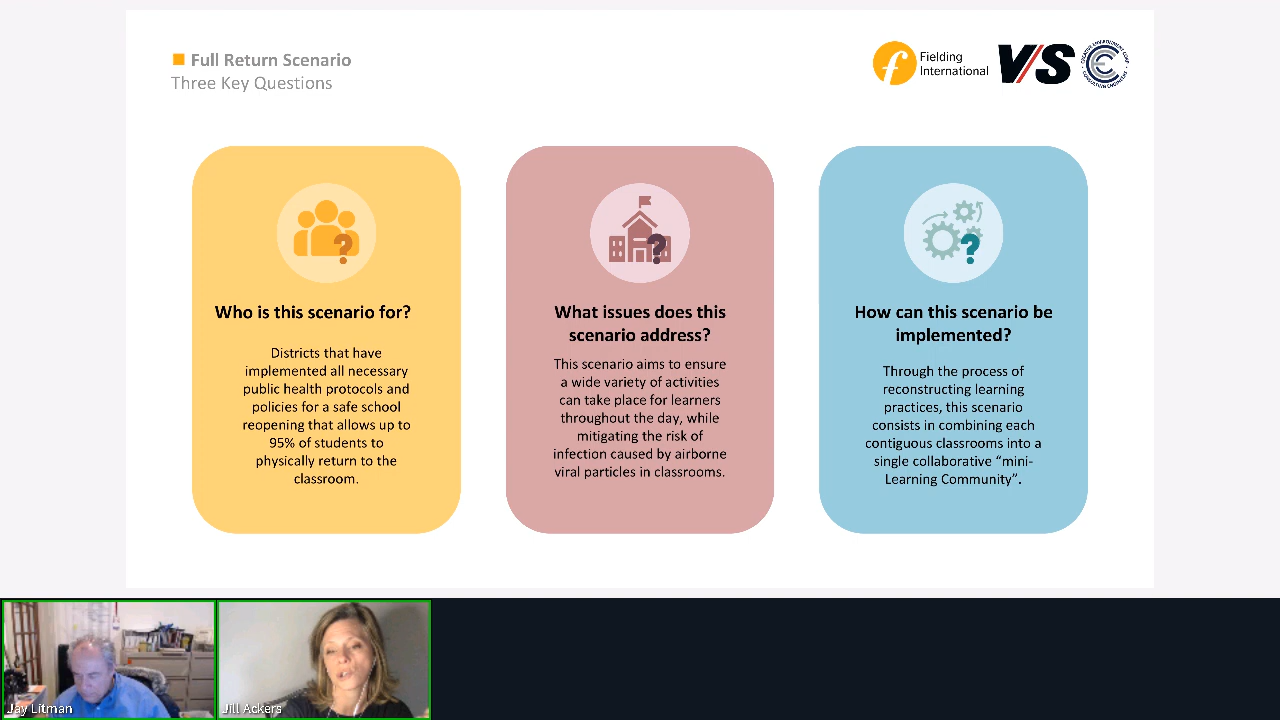 Full Return Scenario
Three Key Questions
Fielding
International
V/S
Who is this scenario for?
Districts that have
implemented all necessary
public health protocols and
policies for a safe school
reopening that allows up to
95% of students to
physically return to the
classroom.
What issues does this
scenario address?
This scenario aims to ensure
a wide variety of activities
can take place for learners
throughout the day, while
mitigating the risk of
infection caused by airborne
viral particles in classrooms.
How can this scenario be
implemented?
Through the process of
reconstructing learning
practices, this scenario
consists in combining each
contiguous classrooms into a
single collaborative “mini-
Learning Community”.
Jay Litman
Jill Ackers